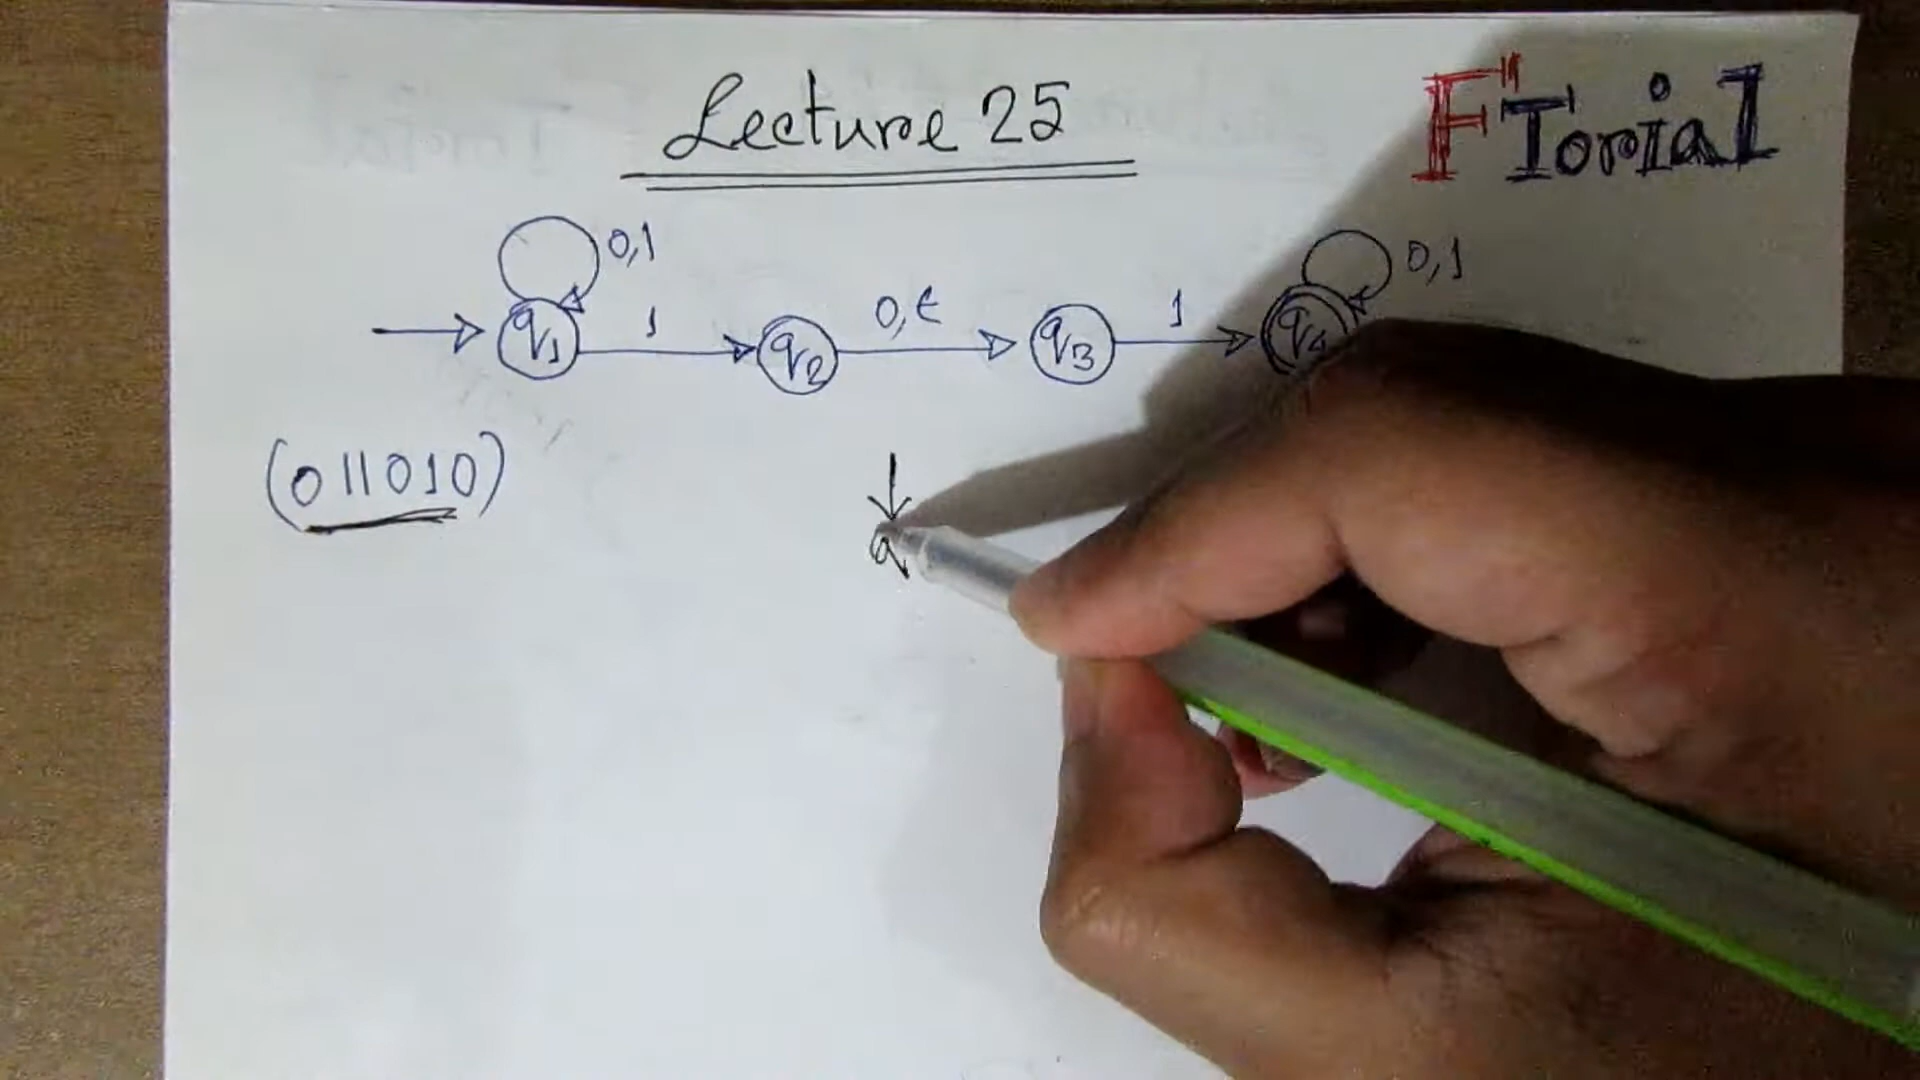 Lecture 25
FTorial
0,1
0,1
1
0,ε
1
q1
q2
q3
q4
(011010)
q